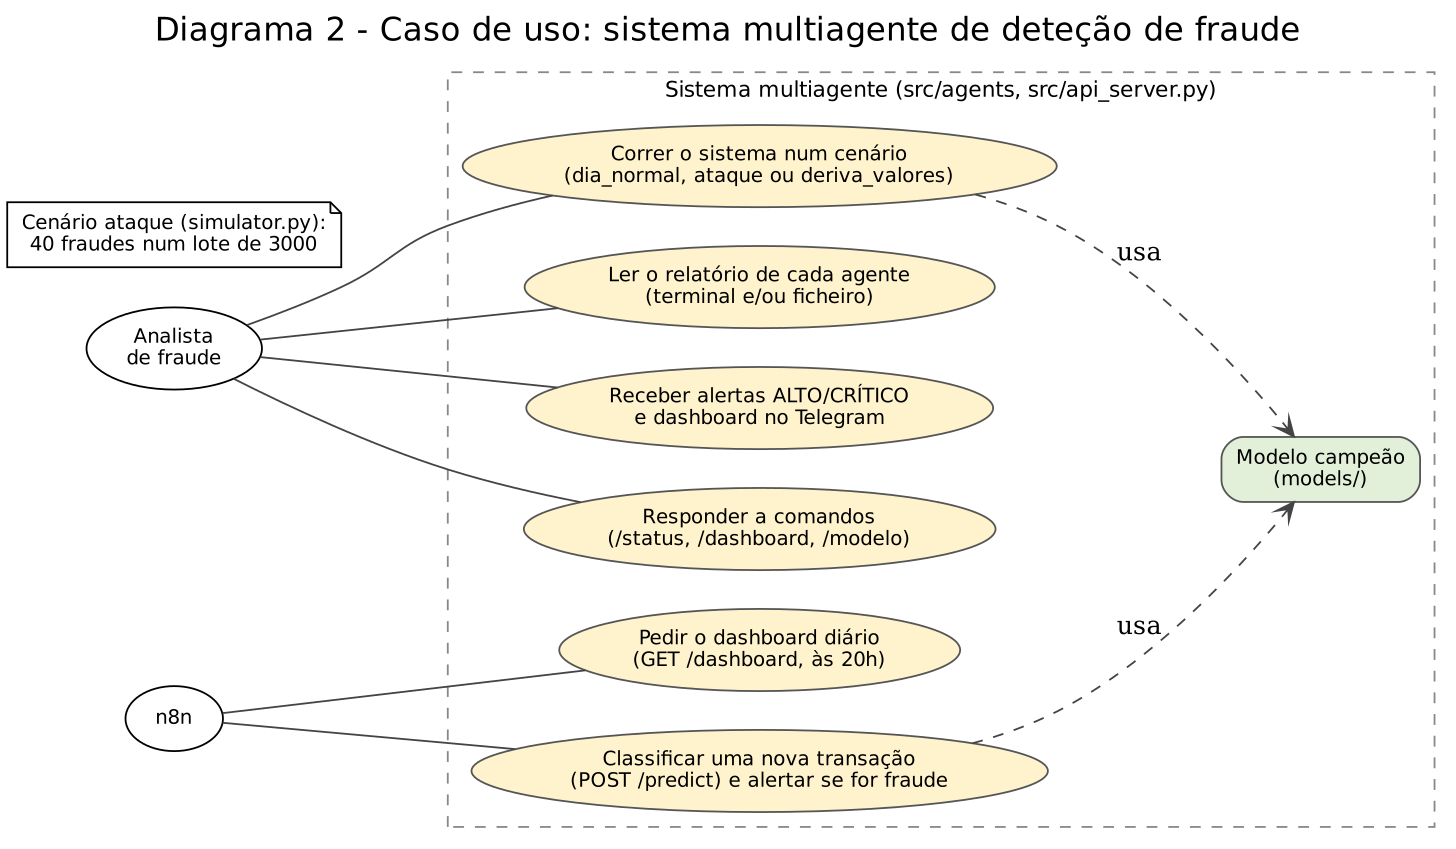 Diagrama 2 - Caso de uso: sistema multiagente de deteção de fraude
Sistema multiagente (src/agents, src/api_server.py)
Correr o sistema num cenário
(dia_normal, ataque ou deriva_valores)
Cenário ataque (simulator.py):
40 fraudes num lote de 3000
usa
Ler o relatório de cada agente
(terminal e/ou ficheiro)
Analista
de fraude
Receber alertas ALTO/CRÍTICO
e dashboard no Telegram
Modelo campeão
(models/)
Responder a comandos
(/status, /dashboard, /modelo)
usa
Pedir o dashboard diário
(GET /dashboard, às 20h)
n8n
Classificar uma nova transação
(POST /predict) e alertar se for fraude